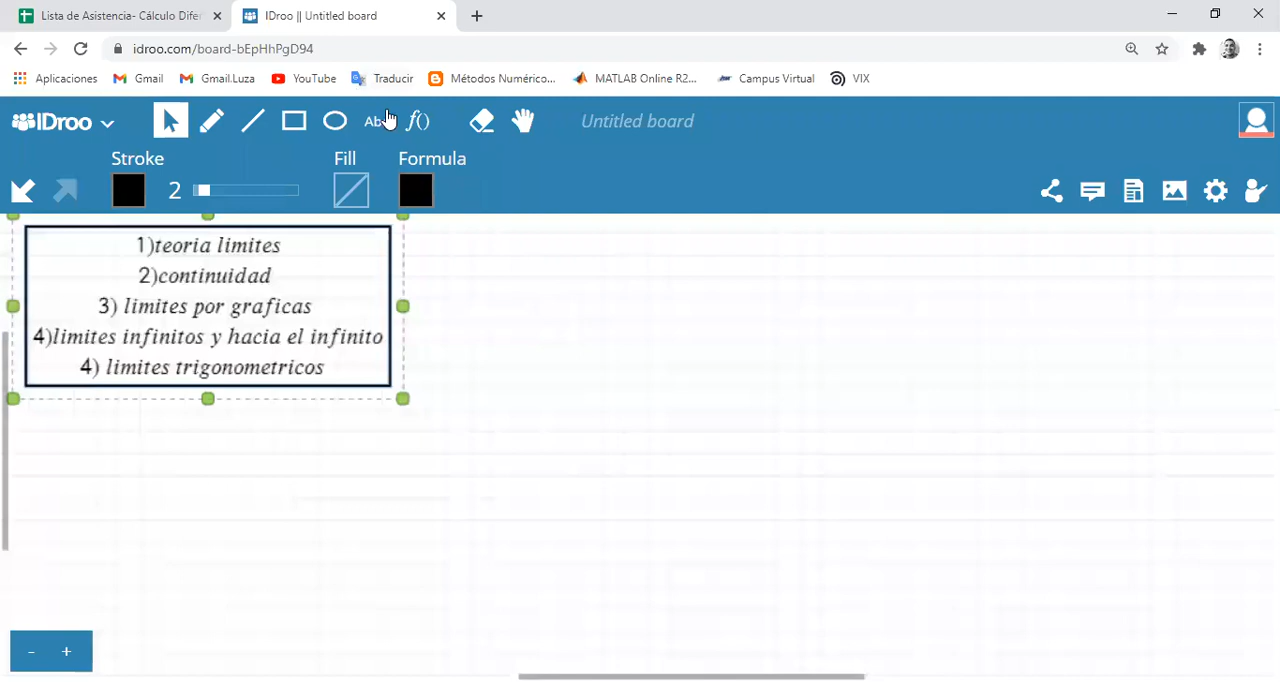 Lista de Asistencia- Cálculo Difer
IDroo || Untitled board
idroo.com/board-bEpHhPgD94
Aplicaciones Gmail Gmail.Luza YouTube Traducir Métodos Numérico... MATLAB Online R2... Campus Virtual VIX
IDroo Ab f() Untitled board
Stroke Fill Formula
2
1)teoria limites
2)continuidad
3) limites por graficas
4)limites infinitos y hacia el infinito
4) limites trigonometricos
- +